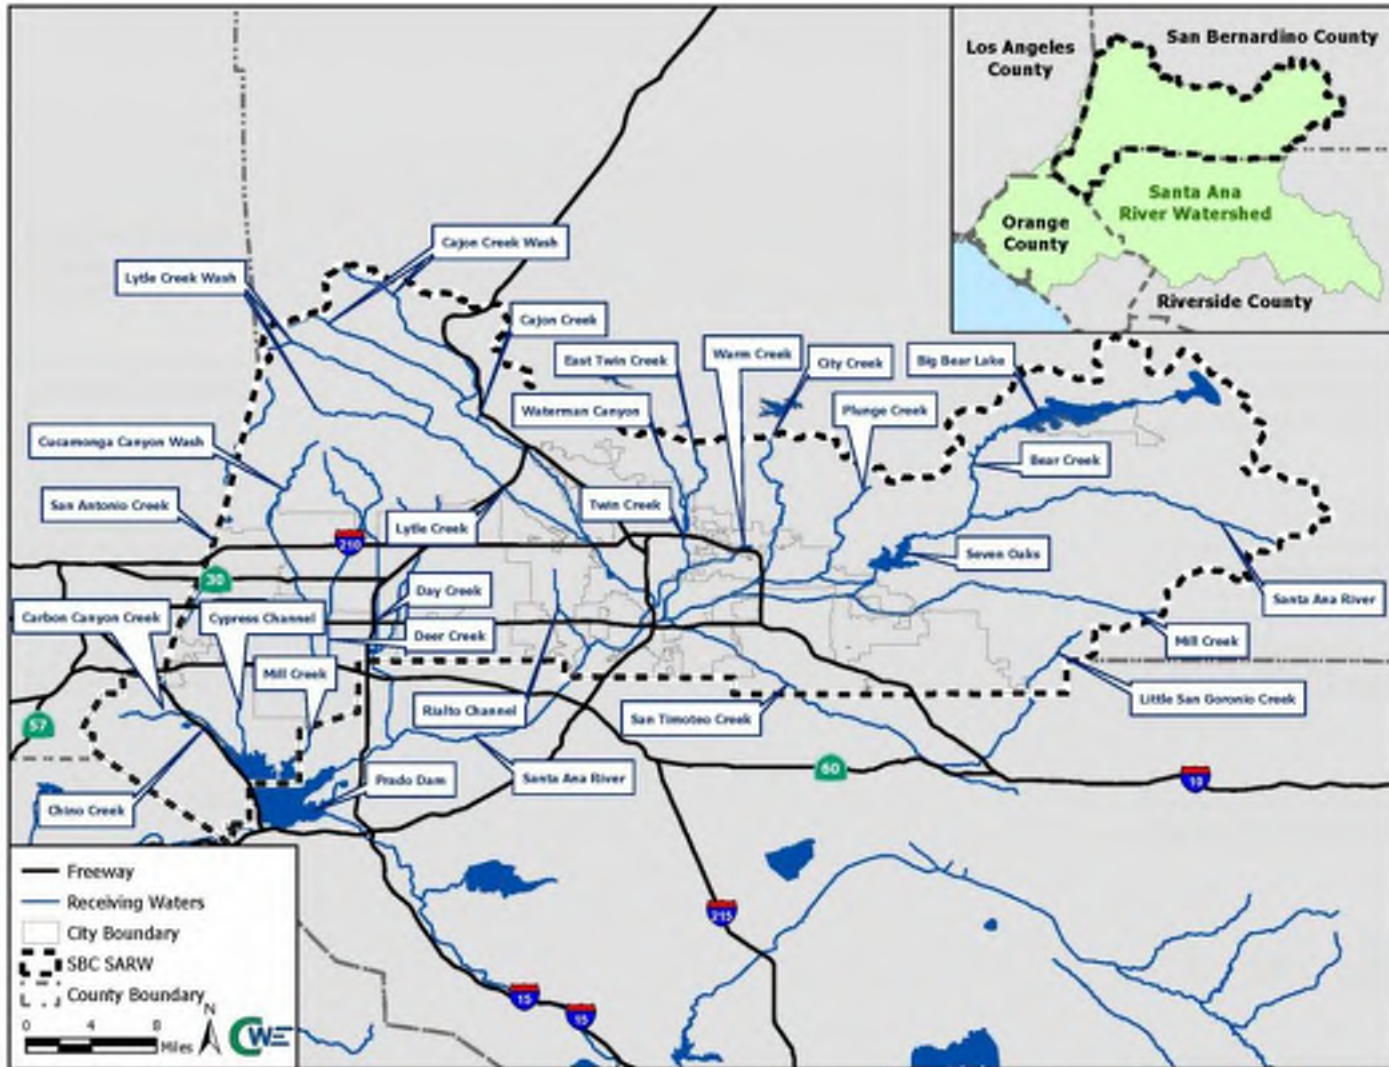 Los Angeles
County
San Bernardino County
Santa Ana
River Watershed
Orange
County
Riverside County
Cajon Creek Wash
Lytle Creek Wash
Cajon Creek
East Twin Creek
Warm Creek
City Creek
Big Bear Lake
Waterman Canyon
Plunge Creek
Cucamonga Canyon Wash
Bear Creek
San Antonio Creek
Lytle Creek
Twin Creek
210
Seven Oaks
30
Day Creek
Santa Ana River
Carbon Canyon Creek
Cypress Channel
Deer Creek
Mill Creek
Mill Creek
Rialto Channel
San Timoteo Creek
Little San Goronio Creek
57
60
10
Prado Dam
Santa Ana River
Chino Creek
215
15
15
Freeway
Receiving Waters
City Boundary
SBC SARW
County Boundary
N
0 4 8
Miles
CWE